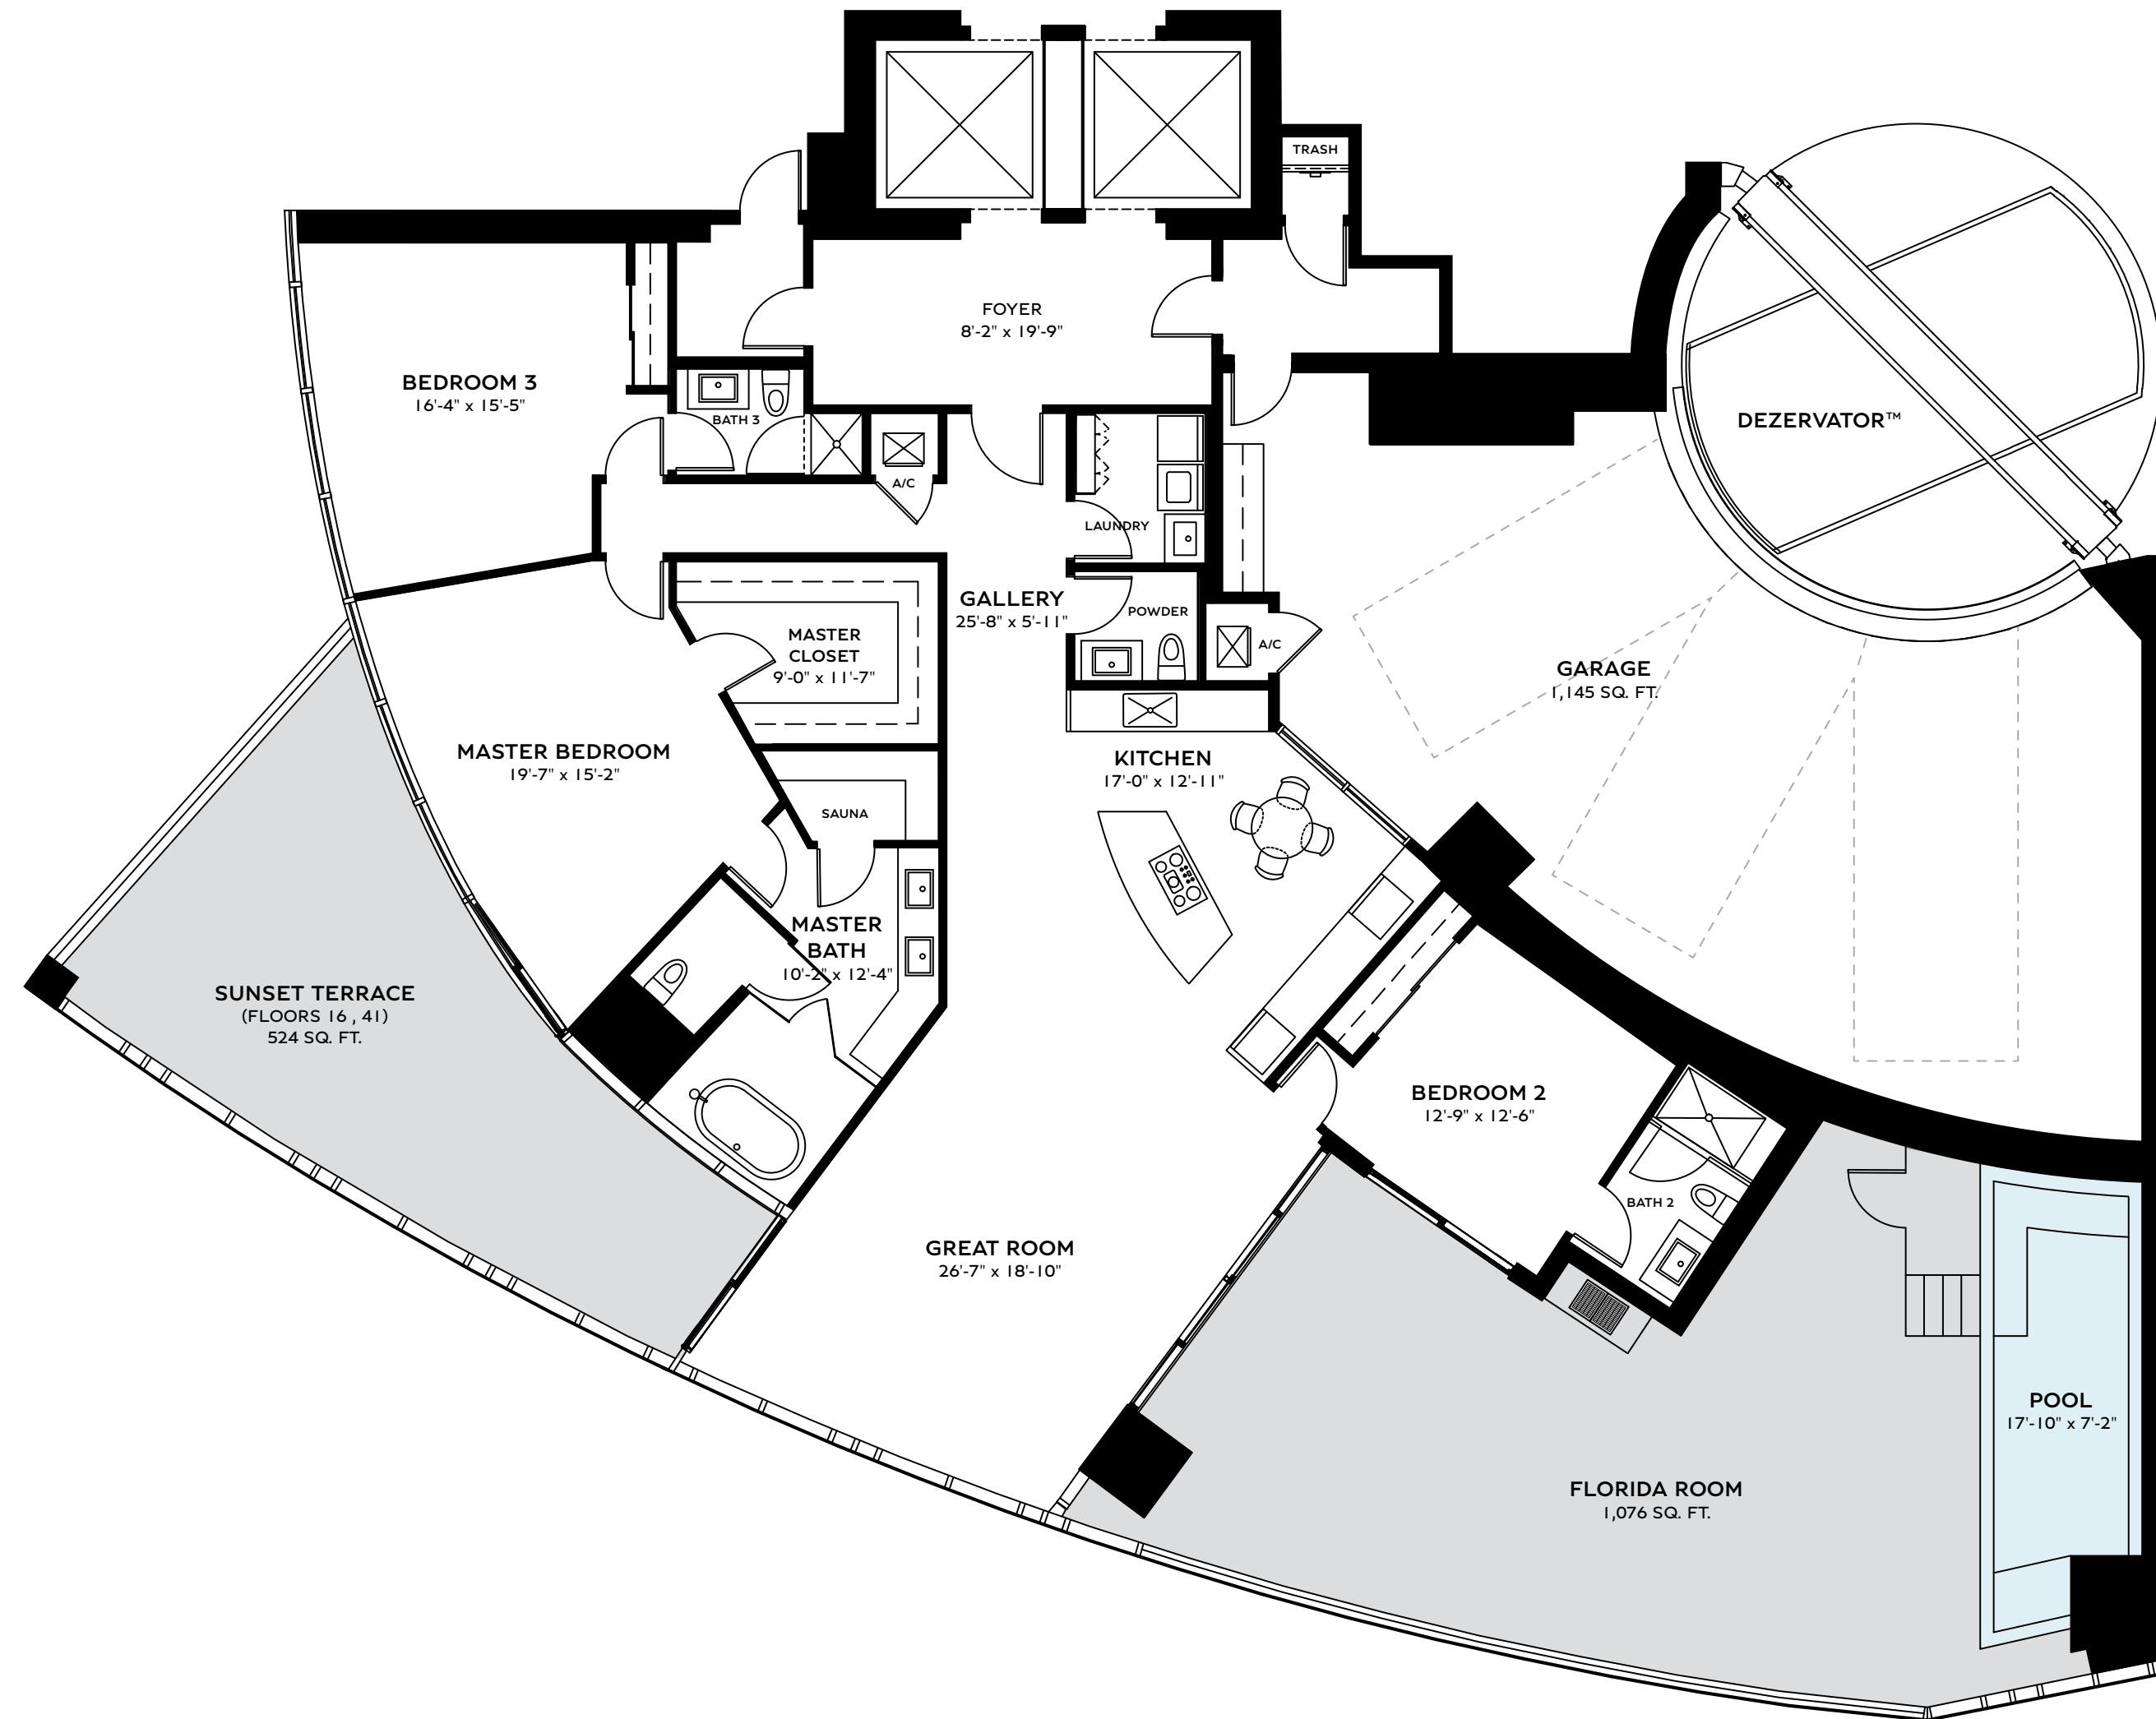 TRASH
FOYER
8'-2" x 19'-9"
BEDROOM 3
16'-4" x 15'-5"
BATH 3
DEZERVATOR™
A/C
LAUNDRY
GALLERY
25'-8" x 5'-11"
POWDER
MASTER
CLOSET
9'-0" x 11'-7"
A/C
GARAGE
1,145 SQ. FT.
MASTER BEDROOM
19'-7" x 15'-2"
KITCHEN
17'-0" x 12'-11"
SAUNA
MASTER
BATH
10'-2" x 12'-4"
SUNSET TERRACE
(FLOORS 16 , 41)
524 SQ. FT.
BEDROOM 2
12'-9" x 12'-6"
BATH 2
GREAT ROOM
26'-7" x 18'-10"
POOL
17'-10" x 7'-2"
FLORIDA ROOM
1,076 SQ. FT.